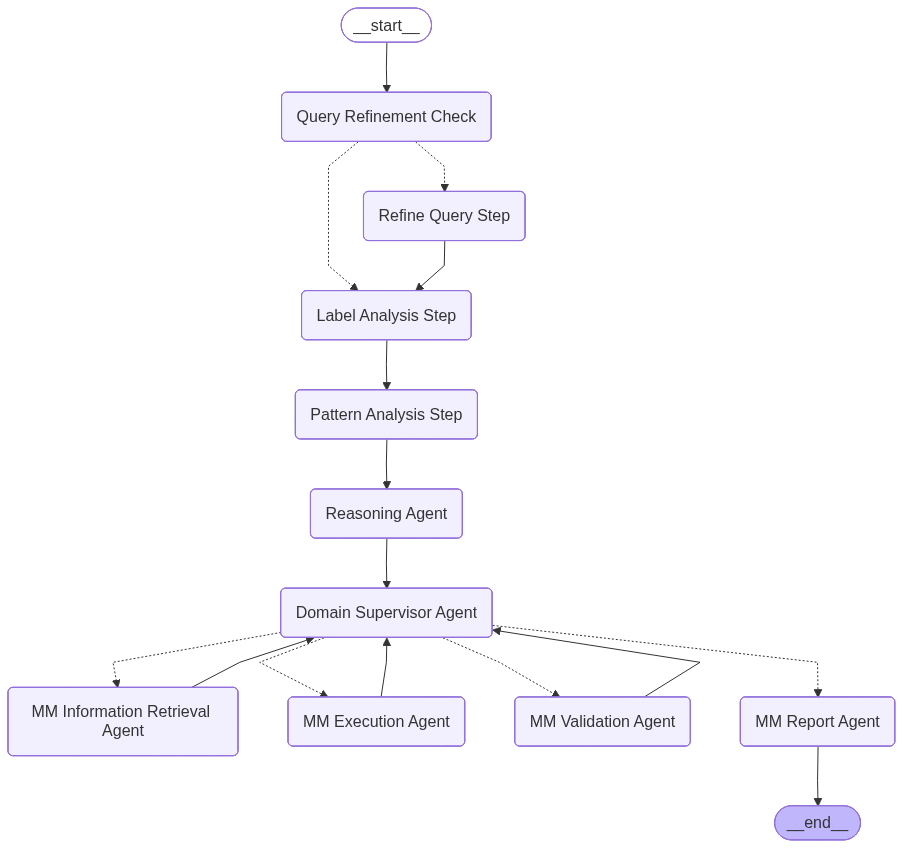 __start__
Query Refinement Check
Refine Query Step
Label Analysis Step
Pattern Analysis Step
Reasoning Agent
Domain Supervisor Agent
MM Information Retrieval
Agent
MM Execution Agent
MM Validation Agent
MM Report Agent
__end__